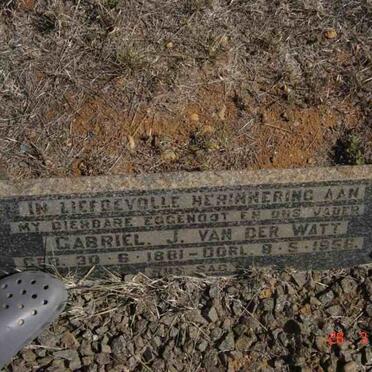 IN LIEFDEVOLLE HERINNERING AAN
MY DIERBARE EGGENOOT EN ONS VADER
GABRIEL. J. VAN DER WATT
GEB. 30-6-1881-OORL. 8-5-1956